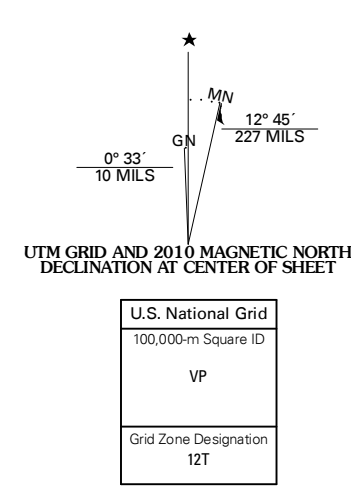 ★
MN
GN
12° 45´
227 MILS
0° 33´
10 MILS
UTM GRID AND 2010 MAGNETIC NORTH
DECLINATION AT CENTER OF SHEET
U.S. National Grid
100,000-m Square ID
VP
Grid Zone Designation
12T